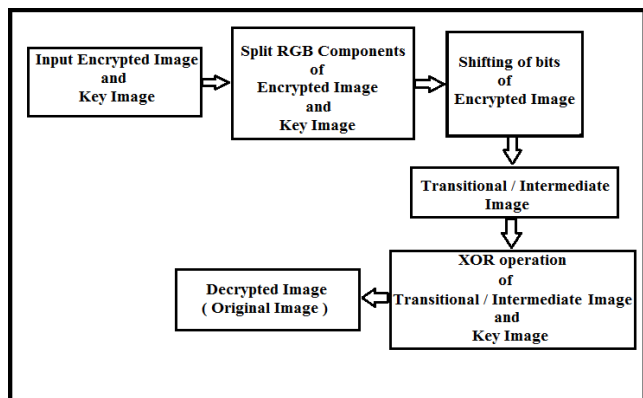 Input Encrypted Image
and
Key Image
Split RGB Components
of
Encrypted Image
and
Key Image
Shifting of bits
of
Encrypted Image
Transitional / Intermediate
Image
XOR operation
of
Transitional / Intermediate Image
and
Key Image
Decrypted Image
( Original Image )